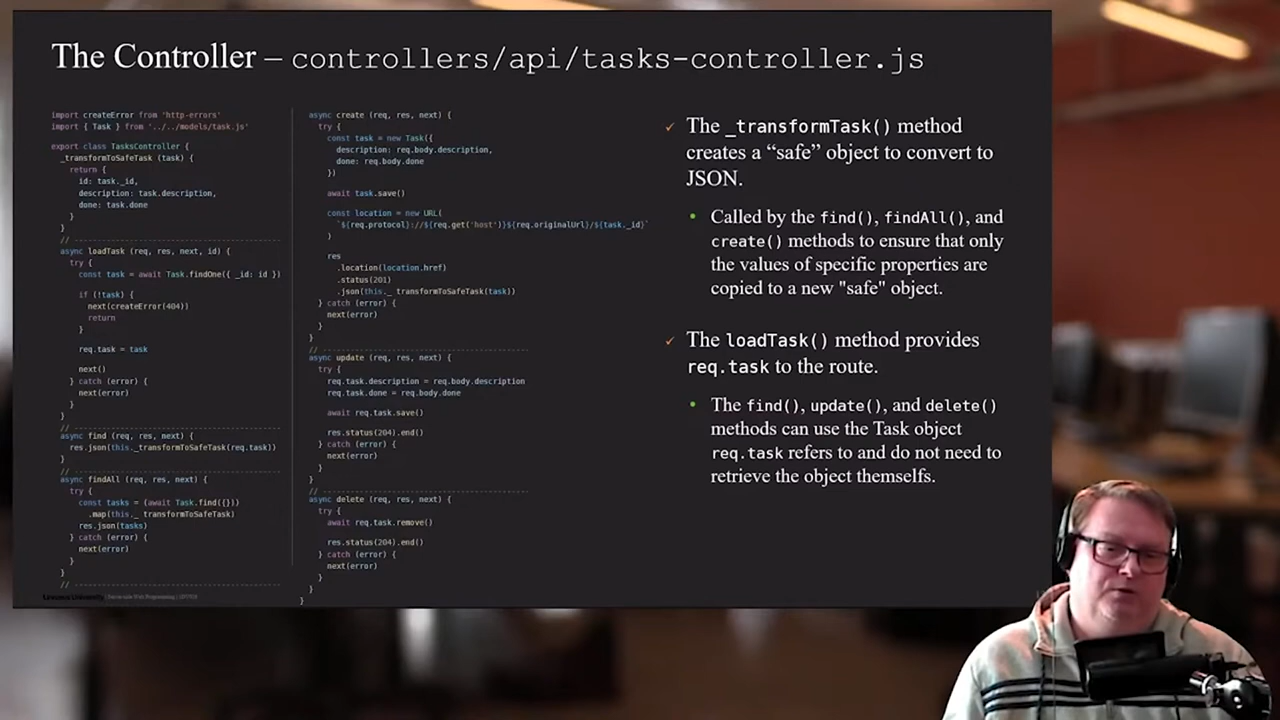 The Controller – controllers/api/tasks-controller.js
import createError from 'http-errors'
import { Task } from '../../models/task.js'
export class TasksController {
_transformToSafeTask (task) {
return {
id: task._id,
description: task.description,
done: task.done
}
}
// ------------------------------
async loadTask (req, res, next, id) {
try {
const task = await Task.findOne({ _id: id })
if (!task) {
next(createError(404))
return
}
req.task = task
next()
} catch (error) {
next(error)
}
}
// ------------------------------
async find (req, res, next) {
res.json(this._transformToSafeTask(req.task))
}
// ------------------------------
async findAll (req, res, next) {
try {
const tasks = (await Task.find({}))
.map(this._transformToSafeTask)
res.json(tasks)
} catch (error) {
next(error)
}
}
// ------------------------------
async create (req, res, next) {
try {
const task = new Task({
description: req.body.description,
done: req.body.done
})
await task.save()
const location = new URL(
`${req.protocol}://${req.get('host')}${req.originalUrl}/${task._id}`
)
res
.location(location.href)
.status(201)
.json(this._transformToSafeTask(task))
} catch (error) {
next(error)
}
}
// ------------------------------
async update (req, res, next) {
try {
req.task.description = req.body.description
req.task.done = req.body.done
await req.task.save()
res.status(204).end()
} catch (error) {
next(error)
}
}
// ------------------------------
async delete (req, res, next) {
try {
await req.task.remove()
res.status(204).end()
} catch (error) {
next(error)
}
}
}
The _transformTask() method
creates a “safe” object to convert to
JSON.
Called by the find(), findAll(), and
create() methods to ensure that only
the values of specific properties are
copied to a new "safe" object.
The loadTask() method provides
req.task to the route.
The find(), update(), and delete()
methods can use the Task object
req.task refers to and do not need to
retrieve the object themselfs.